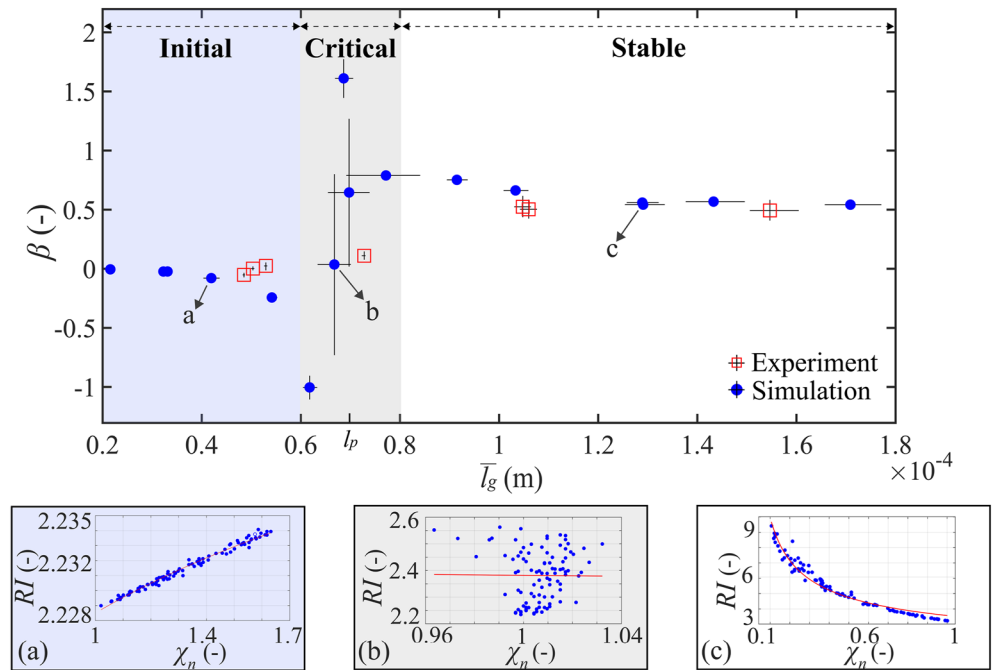 Initial Critical Stable
2
1.5
1
0.5
0
-0.5
-1
β (-)
a
b
c
Experiment
Simulation
0.2 0.4 0.6 l_p 0.8 1 1.2 1.4 1.6 1.8
l̅_g (m)
×10⁻⁴
2.235
2.232
2.228
RI (-)
1 1.4 1.7
(a) χ_n (-)
2.6
2.4
2.2
RI (-)
0.96 1 1.04
(b) χ_n (-)
9
6
3
RI (-)
0.1 0.6 1
(c) χ_n (-)